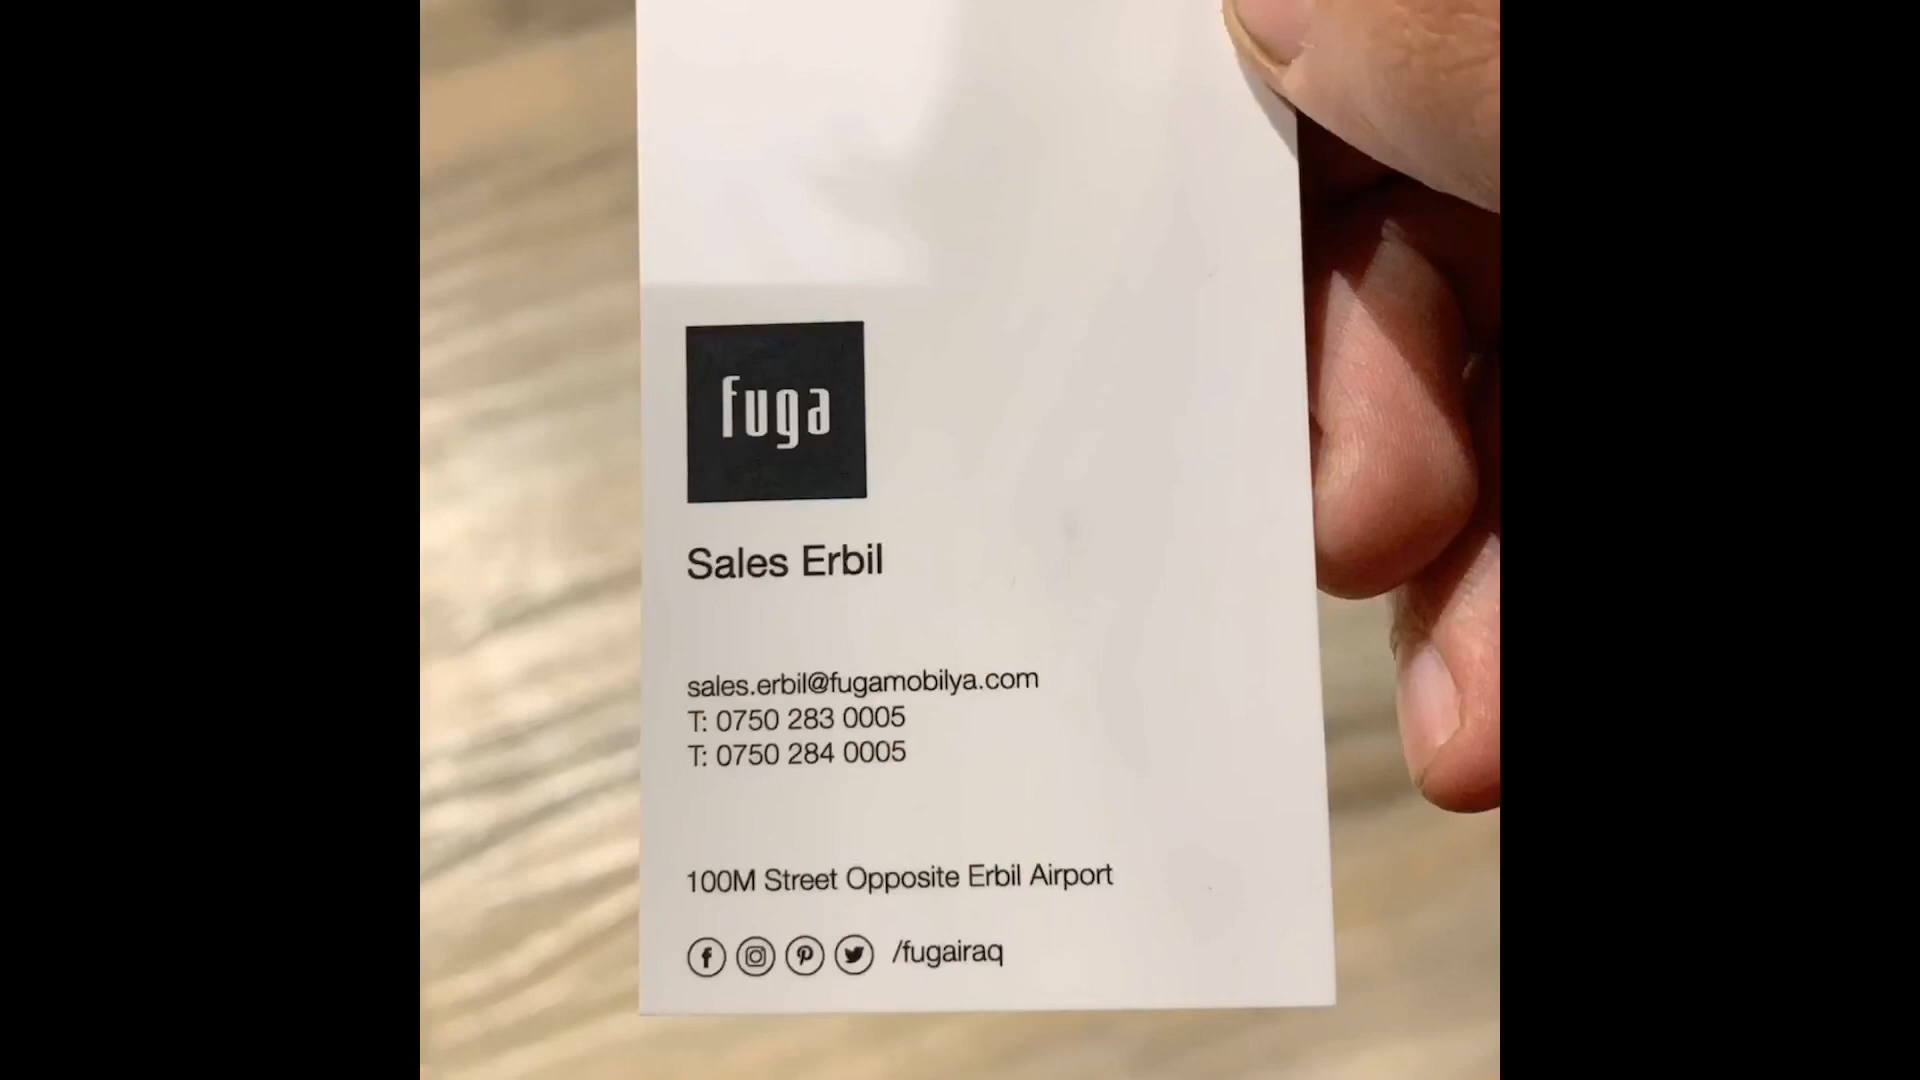 fuga
Sales Erbil
sales.erbil@fugamobilya.com
T: 0750 283 0005
T: 0750 284 0005
100M Street Opposite Erbil Airport
/fugairaq